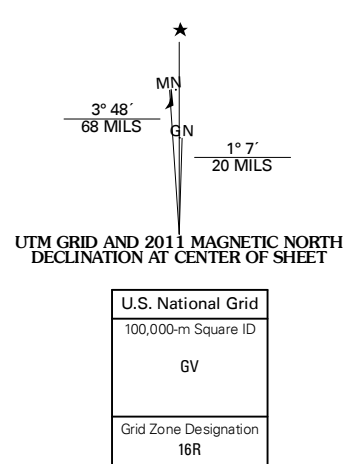 ★
MN
3° 48´
68 MILS
GN
1° 7´
20 MILS
UTM GRID AND 2011 MAGNETIC NORTH
DECLINATION AT CENTER OF SHEET
U.S. National Grid
100,000-m Square ID
GV
Grid Zone Designation
16R